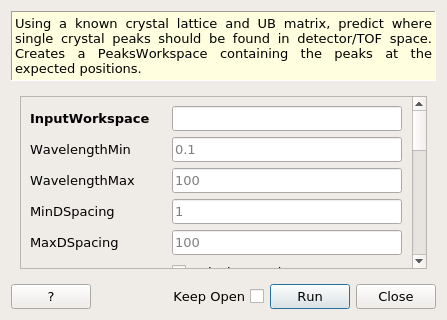 Using a known crystal lattice and UB matrix, predict where
single crystal peaks should be found in detector/TOF space.
Creates a PeaksWorkspace containing the peaks at the
expected positions.
InputWorkspace
WavelengthMin 0.1
WavelengthMax 100
MinDSpacing 1
MaxDSpacing 100
? Keep Open Run Close